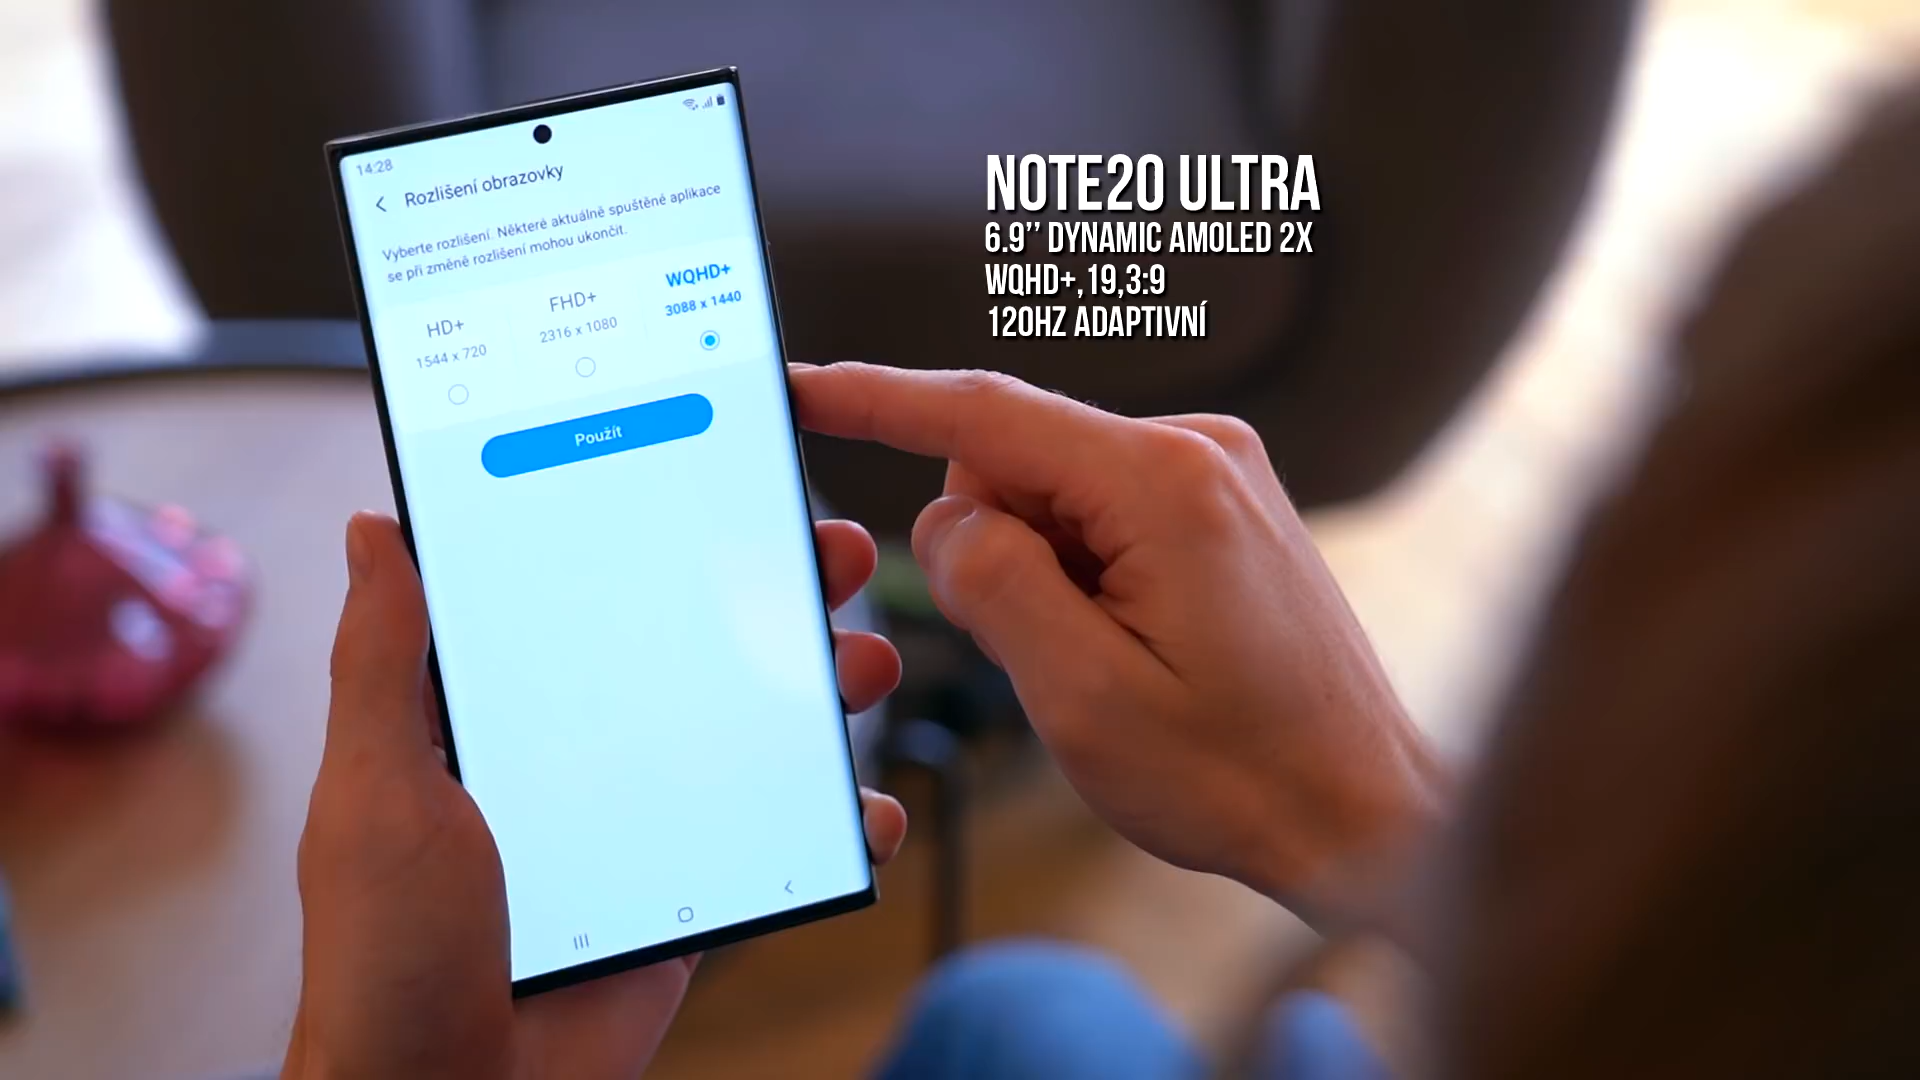 14:28
Rozlišení obrazovky
Vyberte rozlišení. Některé aktuálně spuštěné aplikace
se při změně rozlišení mohou ukončit.
HD+
1544 x 720
FHD+
2316 x 1080
WQHD+
3088 x 1440
Použít
NOTE20 ULTRA
6.9’’ DYNAMIC AMOLED 2X
WQHD+, 19,3:9
120HZ ADAPTIVNÍ